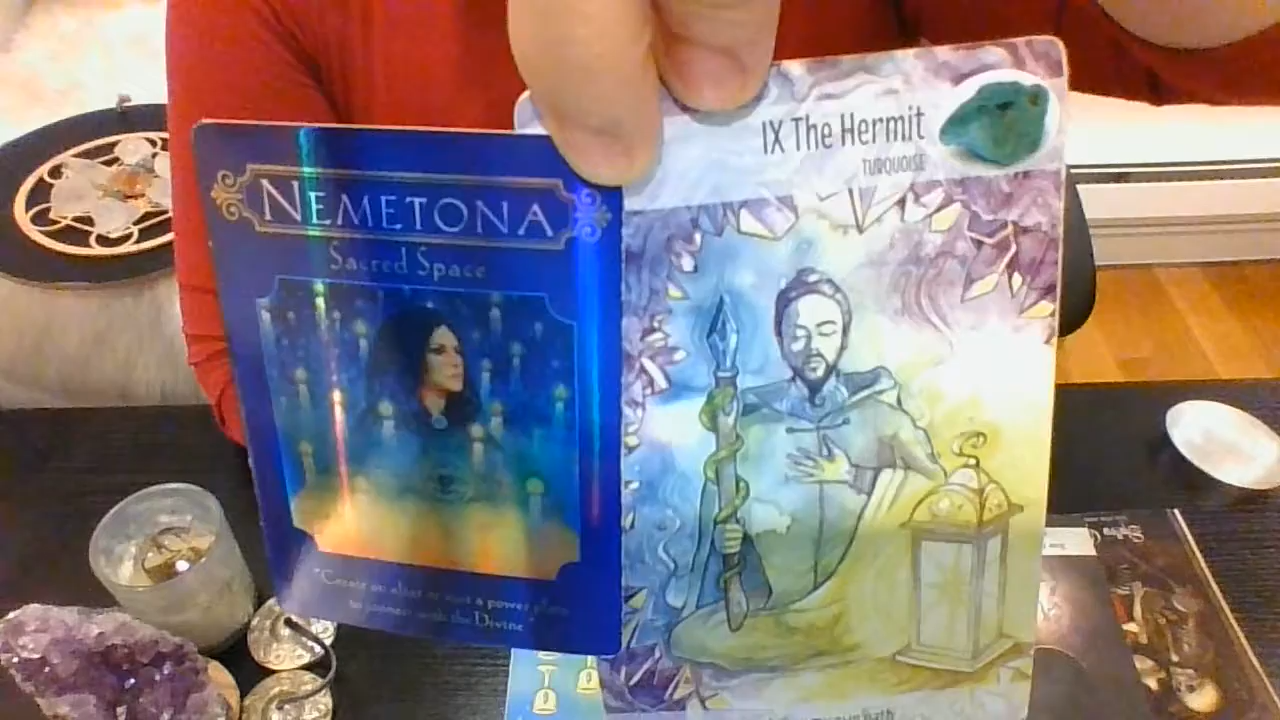 NEMETONA
Sacred Space
"Create an altar or visit a power place
to connect with the Divine."
IX The Hermit
TURQUOISE
path